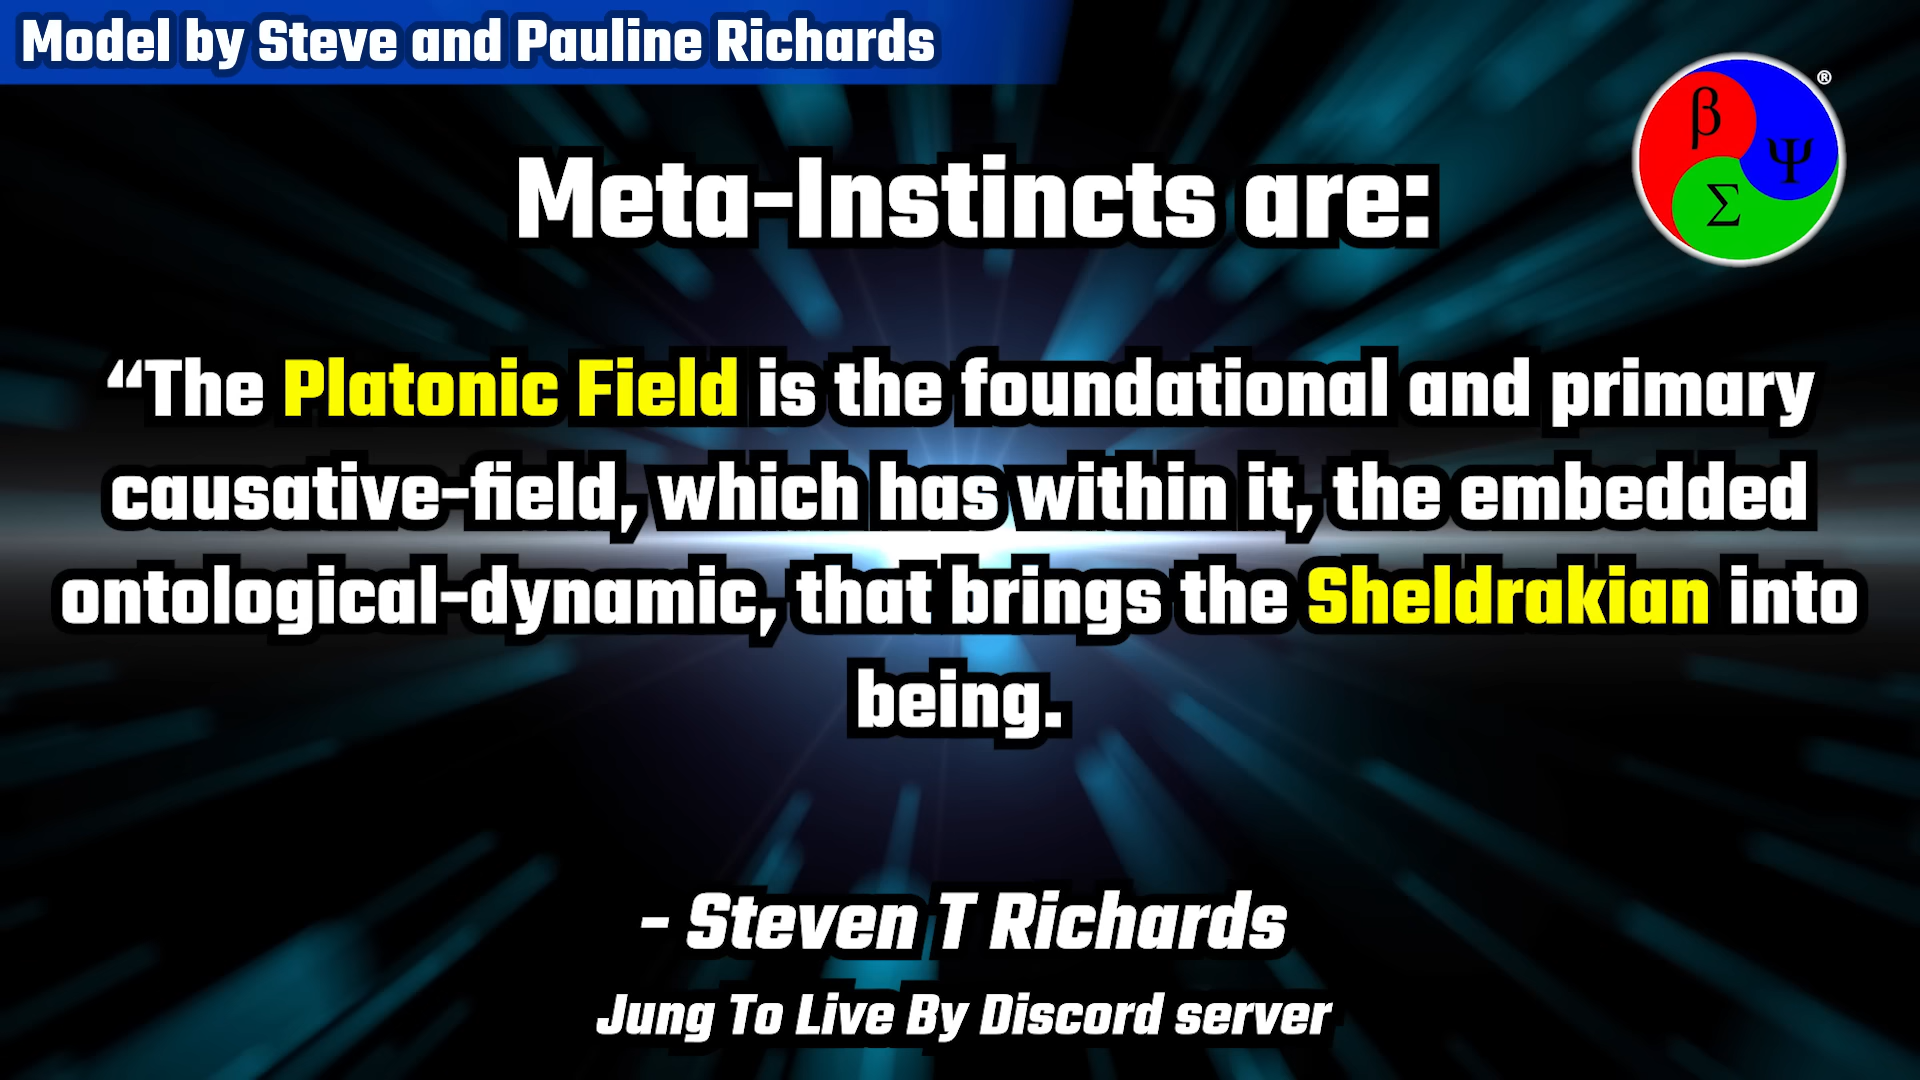 Model by Steve and Pauline Richards
®
β
Ψ
Σ
Meta-Instincts are:
“The Platonic Field is the foundational and primary
causative-field, which has within it, the embedded
ontological-dynamic, that brings the Sheldrakian into
being.
- Steven T Richards
Jung To Live By Discord server